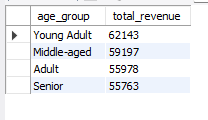 age_group total_revenue
Young Adult 62143
Middle-aged 59197
Adult 55978
Senior 55763